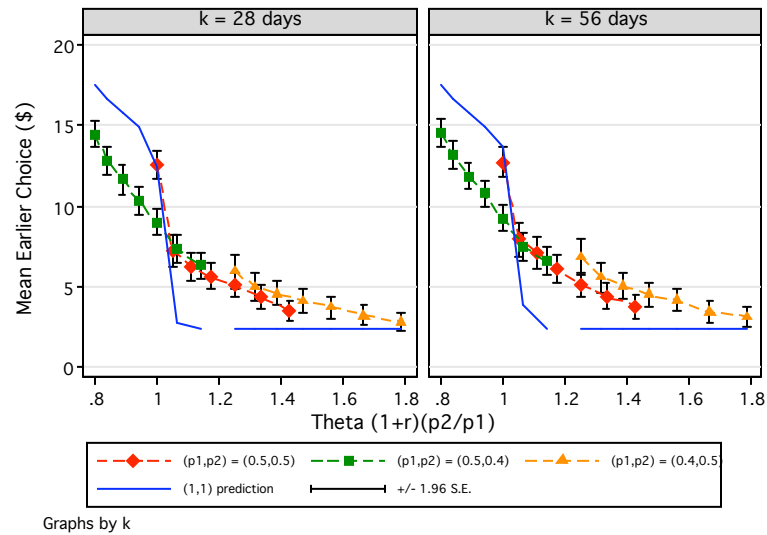 k = 28 days
k = 56 days
Mean Earlier Choice ($)
20
15
10
5
0
.8 1 1.2 1.4 1.6 1.8
.8 1 1.2 1.4 1.6 1.8
Theta (1+r)(p2/p1)
(p1,p2) = (0.5,0.5)
(p1,p2) = (0.5,0.4)
(p1,p2) = (0.4,0.5)
(1,1) prediction
+/- 1.96 S.E.
Graphs by k